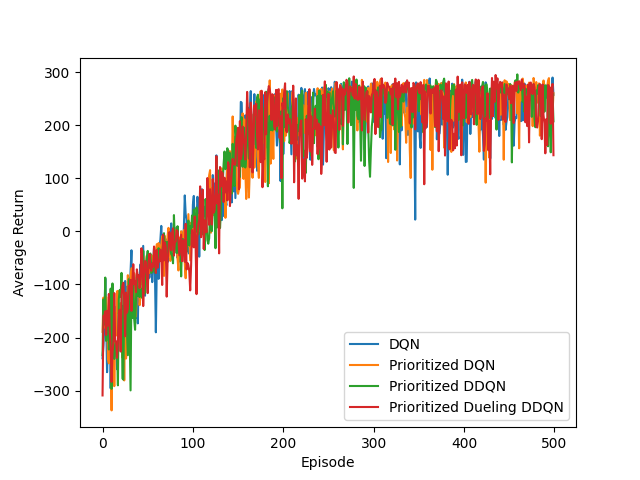 300
200
100
0
−100
−200
−300
Average Return
0
100
200
300
400
500
Episode
DQN
Prioritized DQN
Prioritized DDQN
Prioritized Dueling DDQN